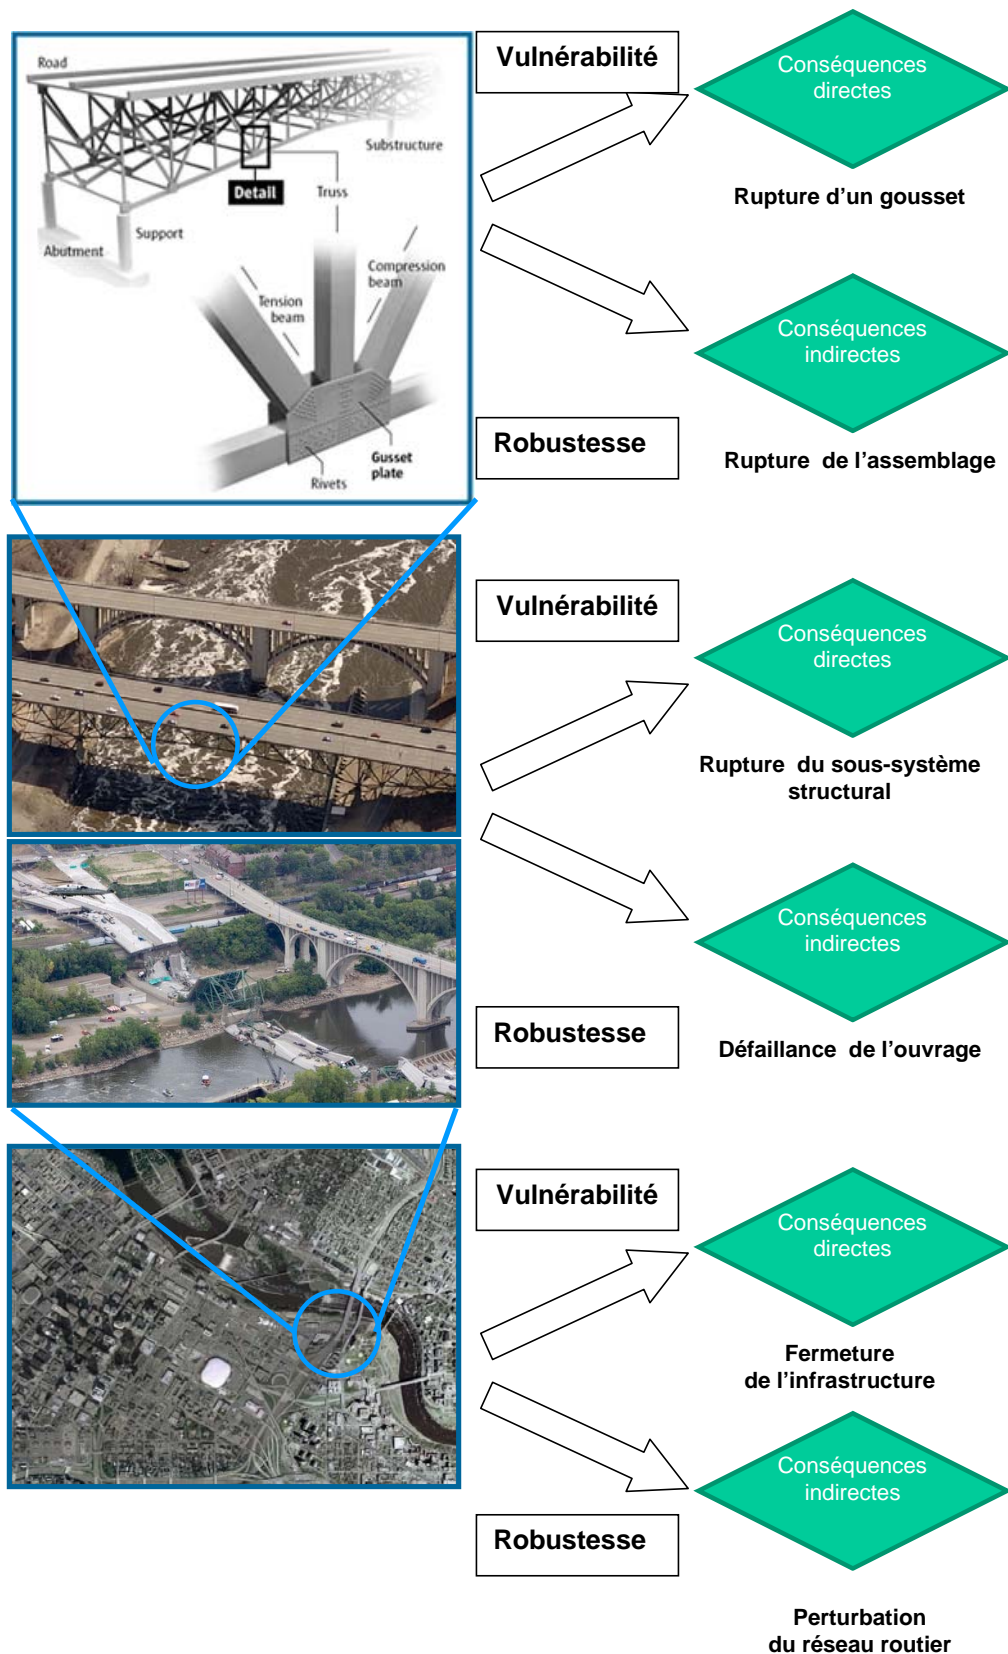 Road
Substructure
Detail
Truss
Support
Abutment
Compression
beam
Tension
beam
Gusset
plate
Rivets
Vulnérabilité
Conséquences
directes
Rupture d'un gousset
Conséquences
indirectes
Robustesse
Rupture de l'assemblage
Vulnérabilité
Conséquences
directes
Rupture du sous-système
structural
Conséquences
indirectes
Robustesse
Défaillance de l'ouvrage
Vulnérabilité
Conséquences
directes
Fermeture
de l'infrastructure
Conséquences
indirectes
Robustesse
Perturbation
du réseau routier